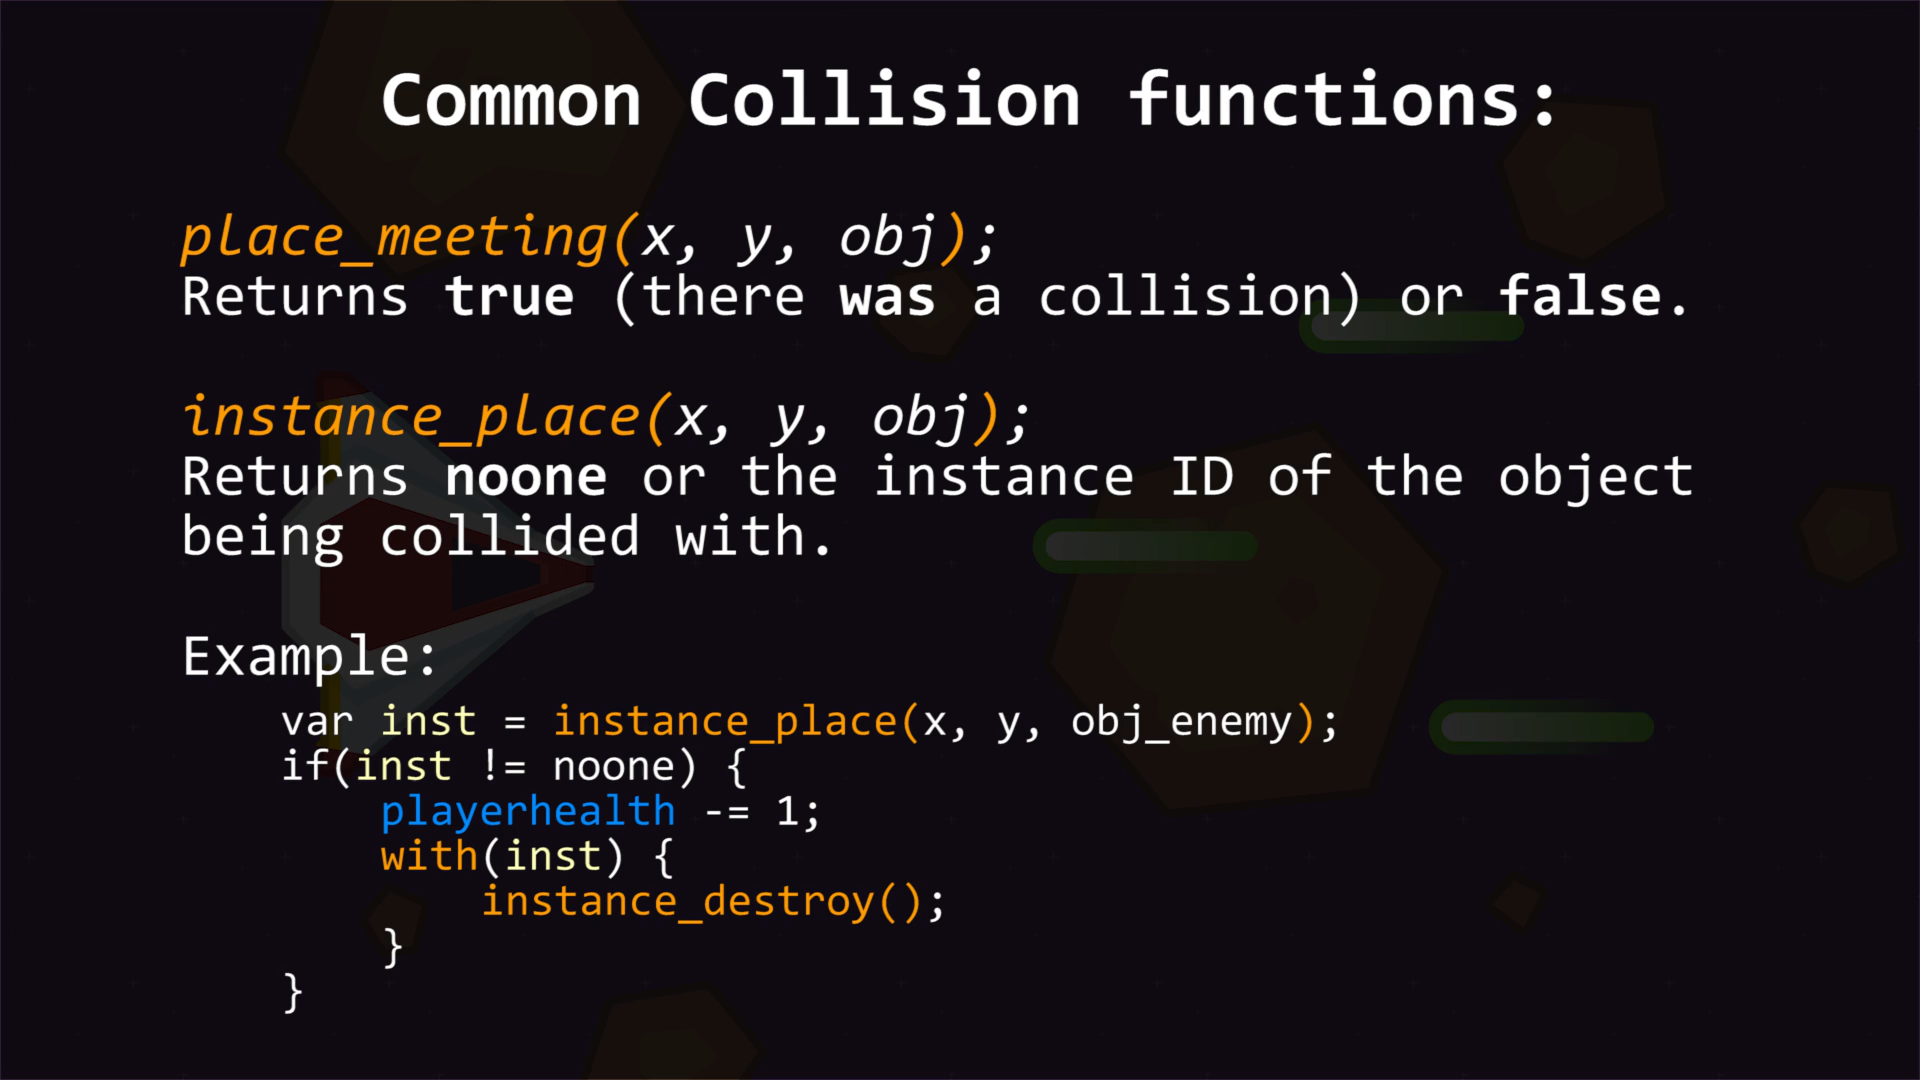 Common Collision functions:
place_meeting(x, y, obj);
Returns true (there was a collision) or false.
instance_place(x, y, obj);
Returns noone or the instance ID of the object
being collided with.
Example:
var inst = instance_place(x, y, obj_enemy);
if(inst != noone) {
playerhealth -= 1;
with(inst) {
instance_destroy();
}
}